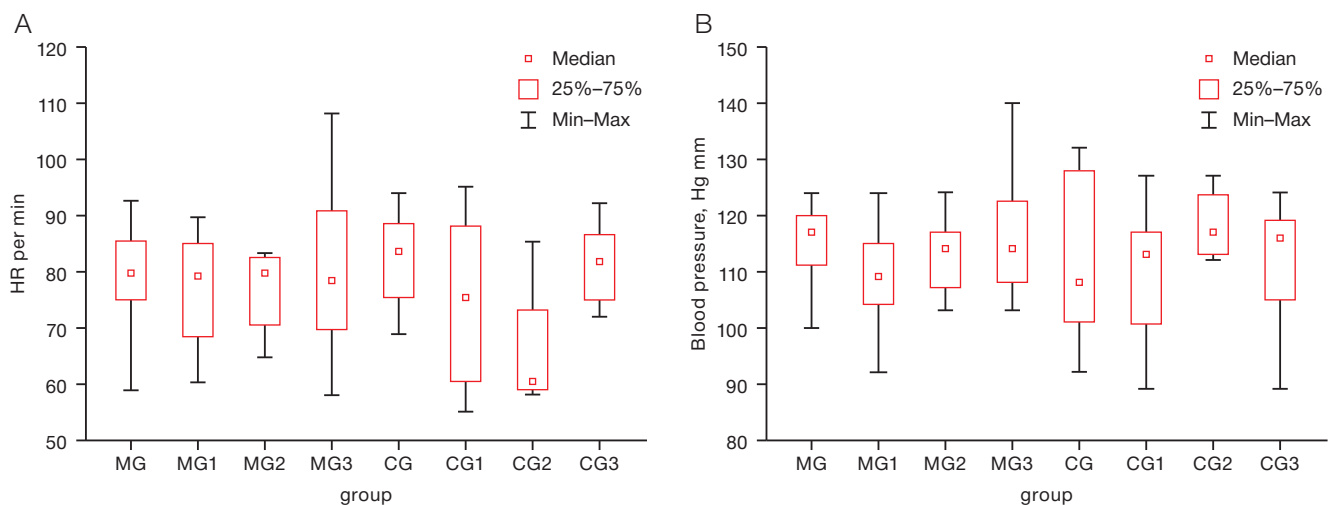 A
HR per min
120
110
100
90
80
70
60
50
Median
25%–75%
Min–Max
MG MG1 MG2 MG3 CG CG1 CG2 CG3
group
B
Blood pressure, Hg mm
150
140
130
120
110
100
90
80
Median
25%–75%
Min–Max
MG MG1 MG2 MG3 CG CG1 CG2 CG3
group